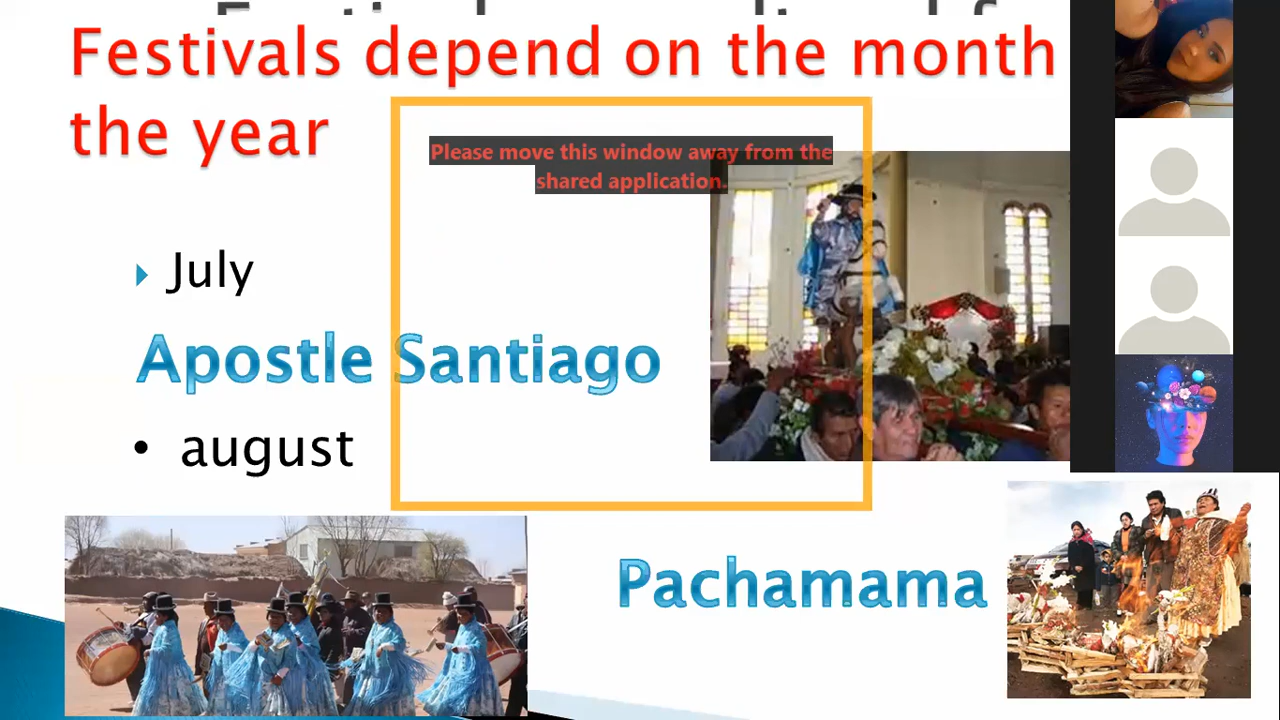 Festivals depend on the month
the year
Please move this window away from the
shared application.
July
Apostle Santiago
august
Pachamama